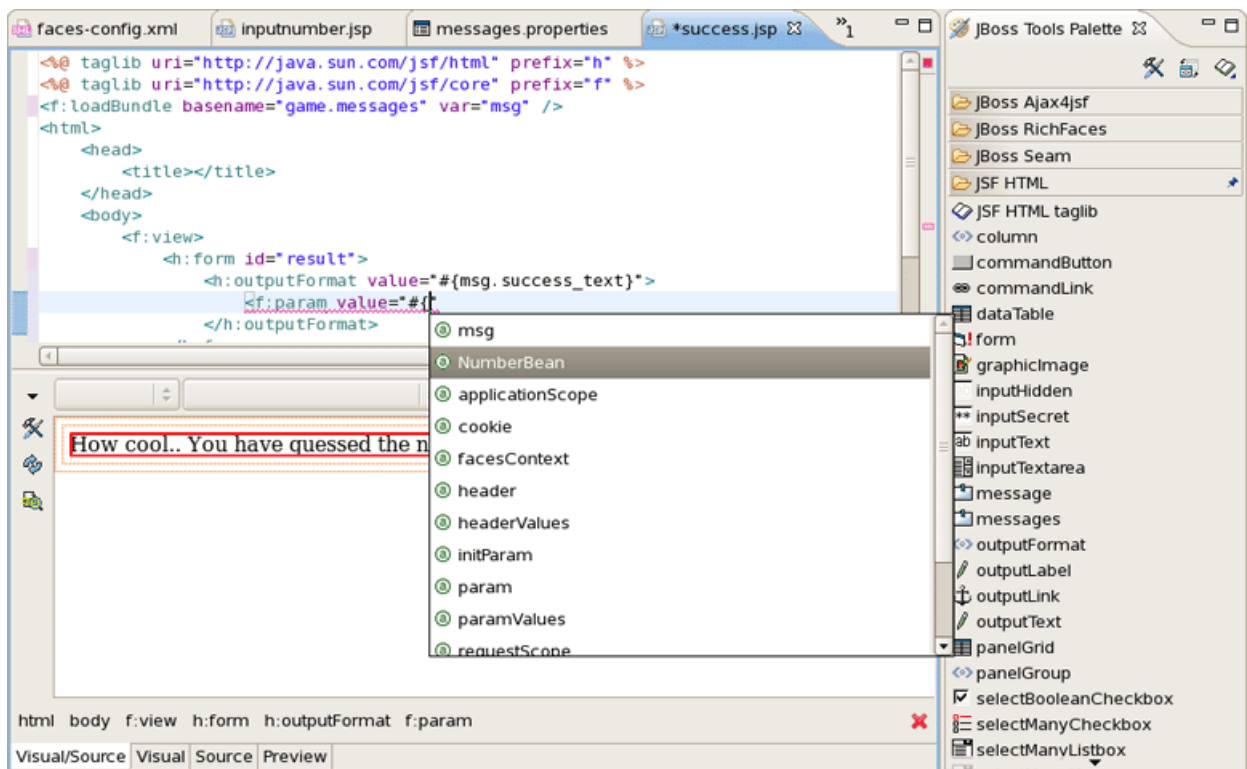 faces-config.xml inputnumber.jsp messages.properties *success.jsp »1
<%@ taglib uri="http://java.sun.com/jsf/html" prefix="h" %>
<%@ taglib uri="http://java.sun.com/jsf/core" prefix="f" %>
<f:loadBundle basename="game.messages" var="msg" />
<html>
<head>
<title></title>
</head>
<body>
<f:view>
<h:form id="result">
<h:outputFormat value="#{msg.success_text}">
<f:param value="#{"
</h:outputFormat>
msg
NumberBean
applicationScope
cookie
facesContext
header
headerValues
initParam
param
paramValues
requestScope
How cool.. You have quessed the n
html body f:view h:form h:outputFormat f:param
Visual/Source Visual Source Preview
JBoss Tools Palette
JBoss Ajax4jsf
JBoss RichFaces
JBoss Seam
JSF HTML
JSF HTML taglib
column
commandButton
commandLink
dataTable
form
graphicImage
inputHidden
inputSecret
inputText
inputTextarea
message
messages
outputFormat
outputLabel
outputLink
outputText
panelGrid
panelGroup
selectBooleanCheckbox
selectManyCheckbox
selectManyListbox